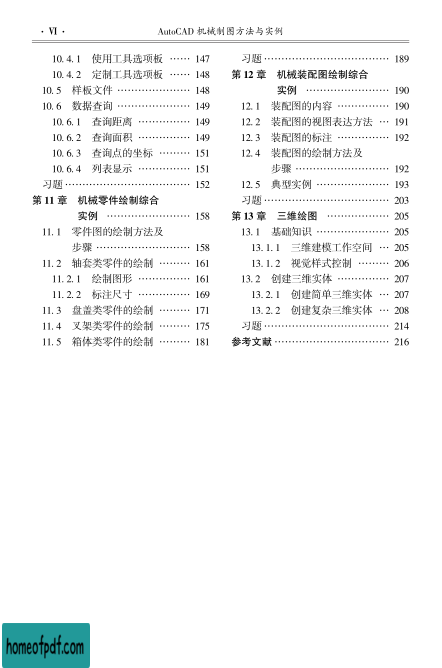 · Ⅵ · AutoCAD 机械制图方法与实例
10. 4. 1 使用工具选项板 …… 147
10. 4. 2 定制工具选项板 …… 148
10. 5 样板文件 ………………… 148
10. 6 数据查询 ………………… 149
10. 6. 1 查询距离 …………… 149
10. 6. 2 查询面积 …………… 149
10. 6. 3 查询点的坐标 ……… 151
10. 6. 4 列表显示 …………… 151
习题 ……………………………… 152
第 11 章 机械零件绘制综合
实例 …………………… 158
11. 1 零件图的绘制方法及
步骤 ……………………… 158
11. 2 轴套类零件的绘制 ……… 161
11. 2. 1 绘制图形 …………… 161
11. 2. 2 标注尺寸 …………… 169
11. 3 盘盖类零件的绘制 ……… 171
11. 4 叉架类零件的绘制 ……… 175
11. 5 箱体类零件的绘制 ……… 181
习题 ……………………………… 189
第 12 章 机械装配图绘制综合
实例 …………………… 190
12. 1 装配图的内容 …………… 190
12. 2 装配图的视图表达方法 … 191
12. 3 装配图的标注 …………… 192
12. 4 装配图的绘制方法及
步骤 ……………………… 192
12. 5 典型实例 ………………… 193
习题 ……………………………… 203
第 13 章 三维绘图 ……………… 205
13. 1 基础知识 ………………… 205
13. 1. 1 三维建模工作空间 … 205
13. 1. 2 视觉样式控制 ……… 206
13. 2 创建三维实体 …………… 207
13. 2. 1 创建简单三维实体 … 207
13. 2. 2 创建复杂三维实体 … 208
习题 ……………………………… 214
参考文献 …………………………… 216
homeofpdf.com